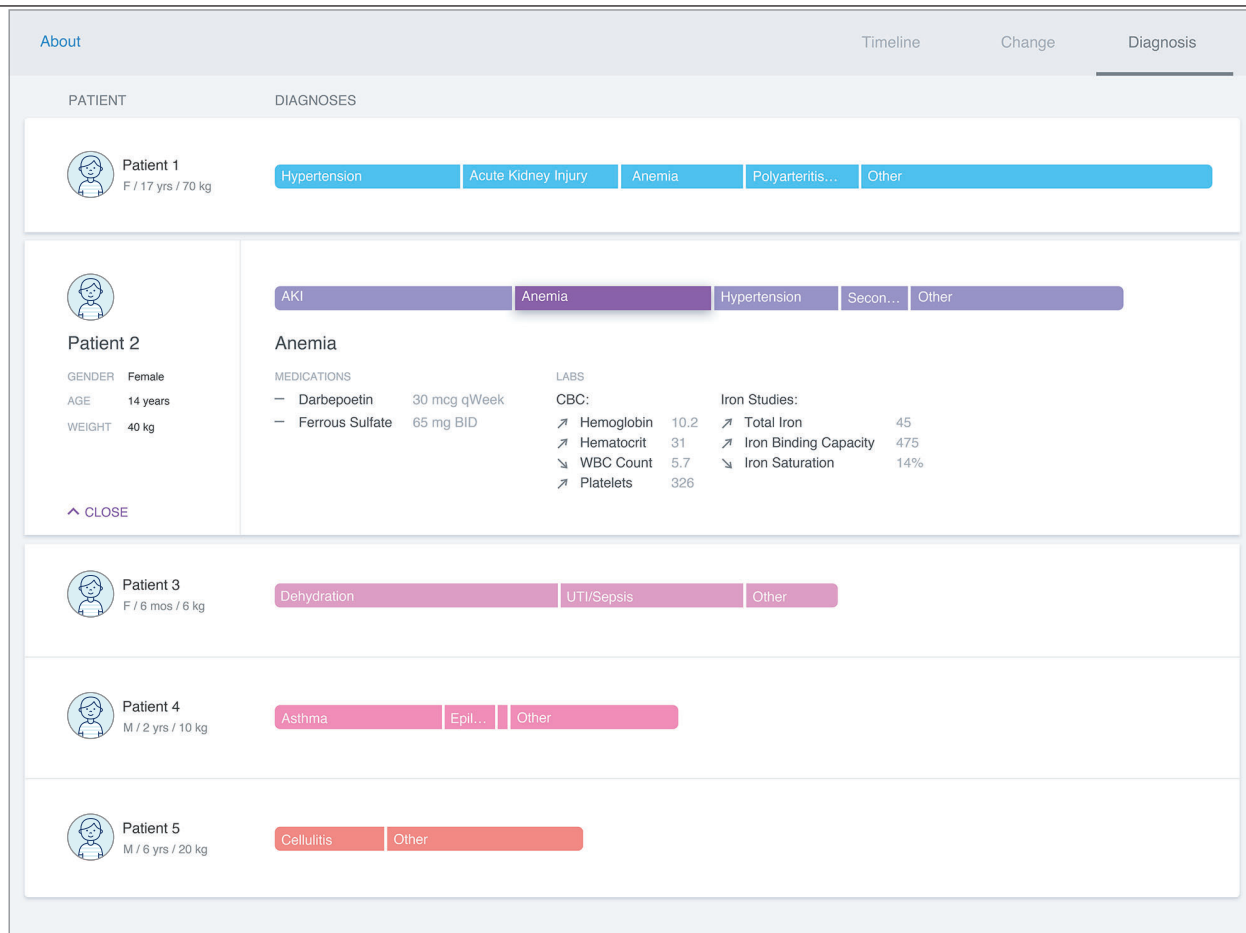 About
Timeline Change Diagnosis
PATIENT DIAGNOSES
Patient 1
F / 17 yrs / 70 kg
Hypertension Acute Kidney Injury Anemia Polyarteritis... Other
AKI Anemia Hypertension Secon... Other
Patient 2
GENDER Female
AGE 14 years
WEIGHT 40 kg
CLOSE
Anemia
MEDICATIONS
— Darbepoetin 30 mcg qWeek
— Ferrous Sulfate 65 mg BID
LABS
CBC:
↗ Hemoglobin 10.2
↗ Hematocrit 31
↘ WBC Count 5.7
↗ Platelets 326
Iron Studies:
↗ Total Iron 45
↗ Iron Binding Capacity 475
↘ Iron Saturation 14%
Patient 3
F / 6 mos / 6 kg
Dehydration UTI/Sepsis Other
Patient 4
M / 2 yrs / 10 kg
Asthma Epil... Other
Patient 5
M / 6 yrs / 20 kg
Cellulitis Other